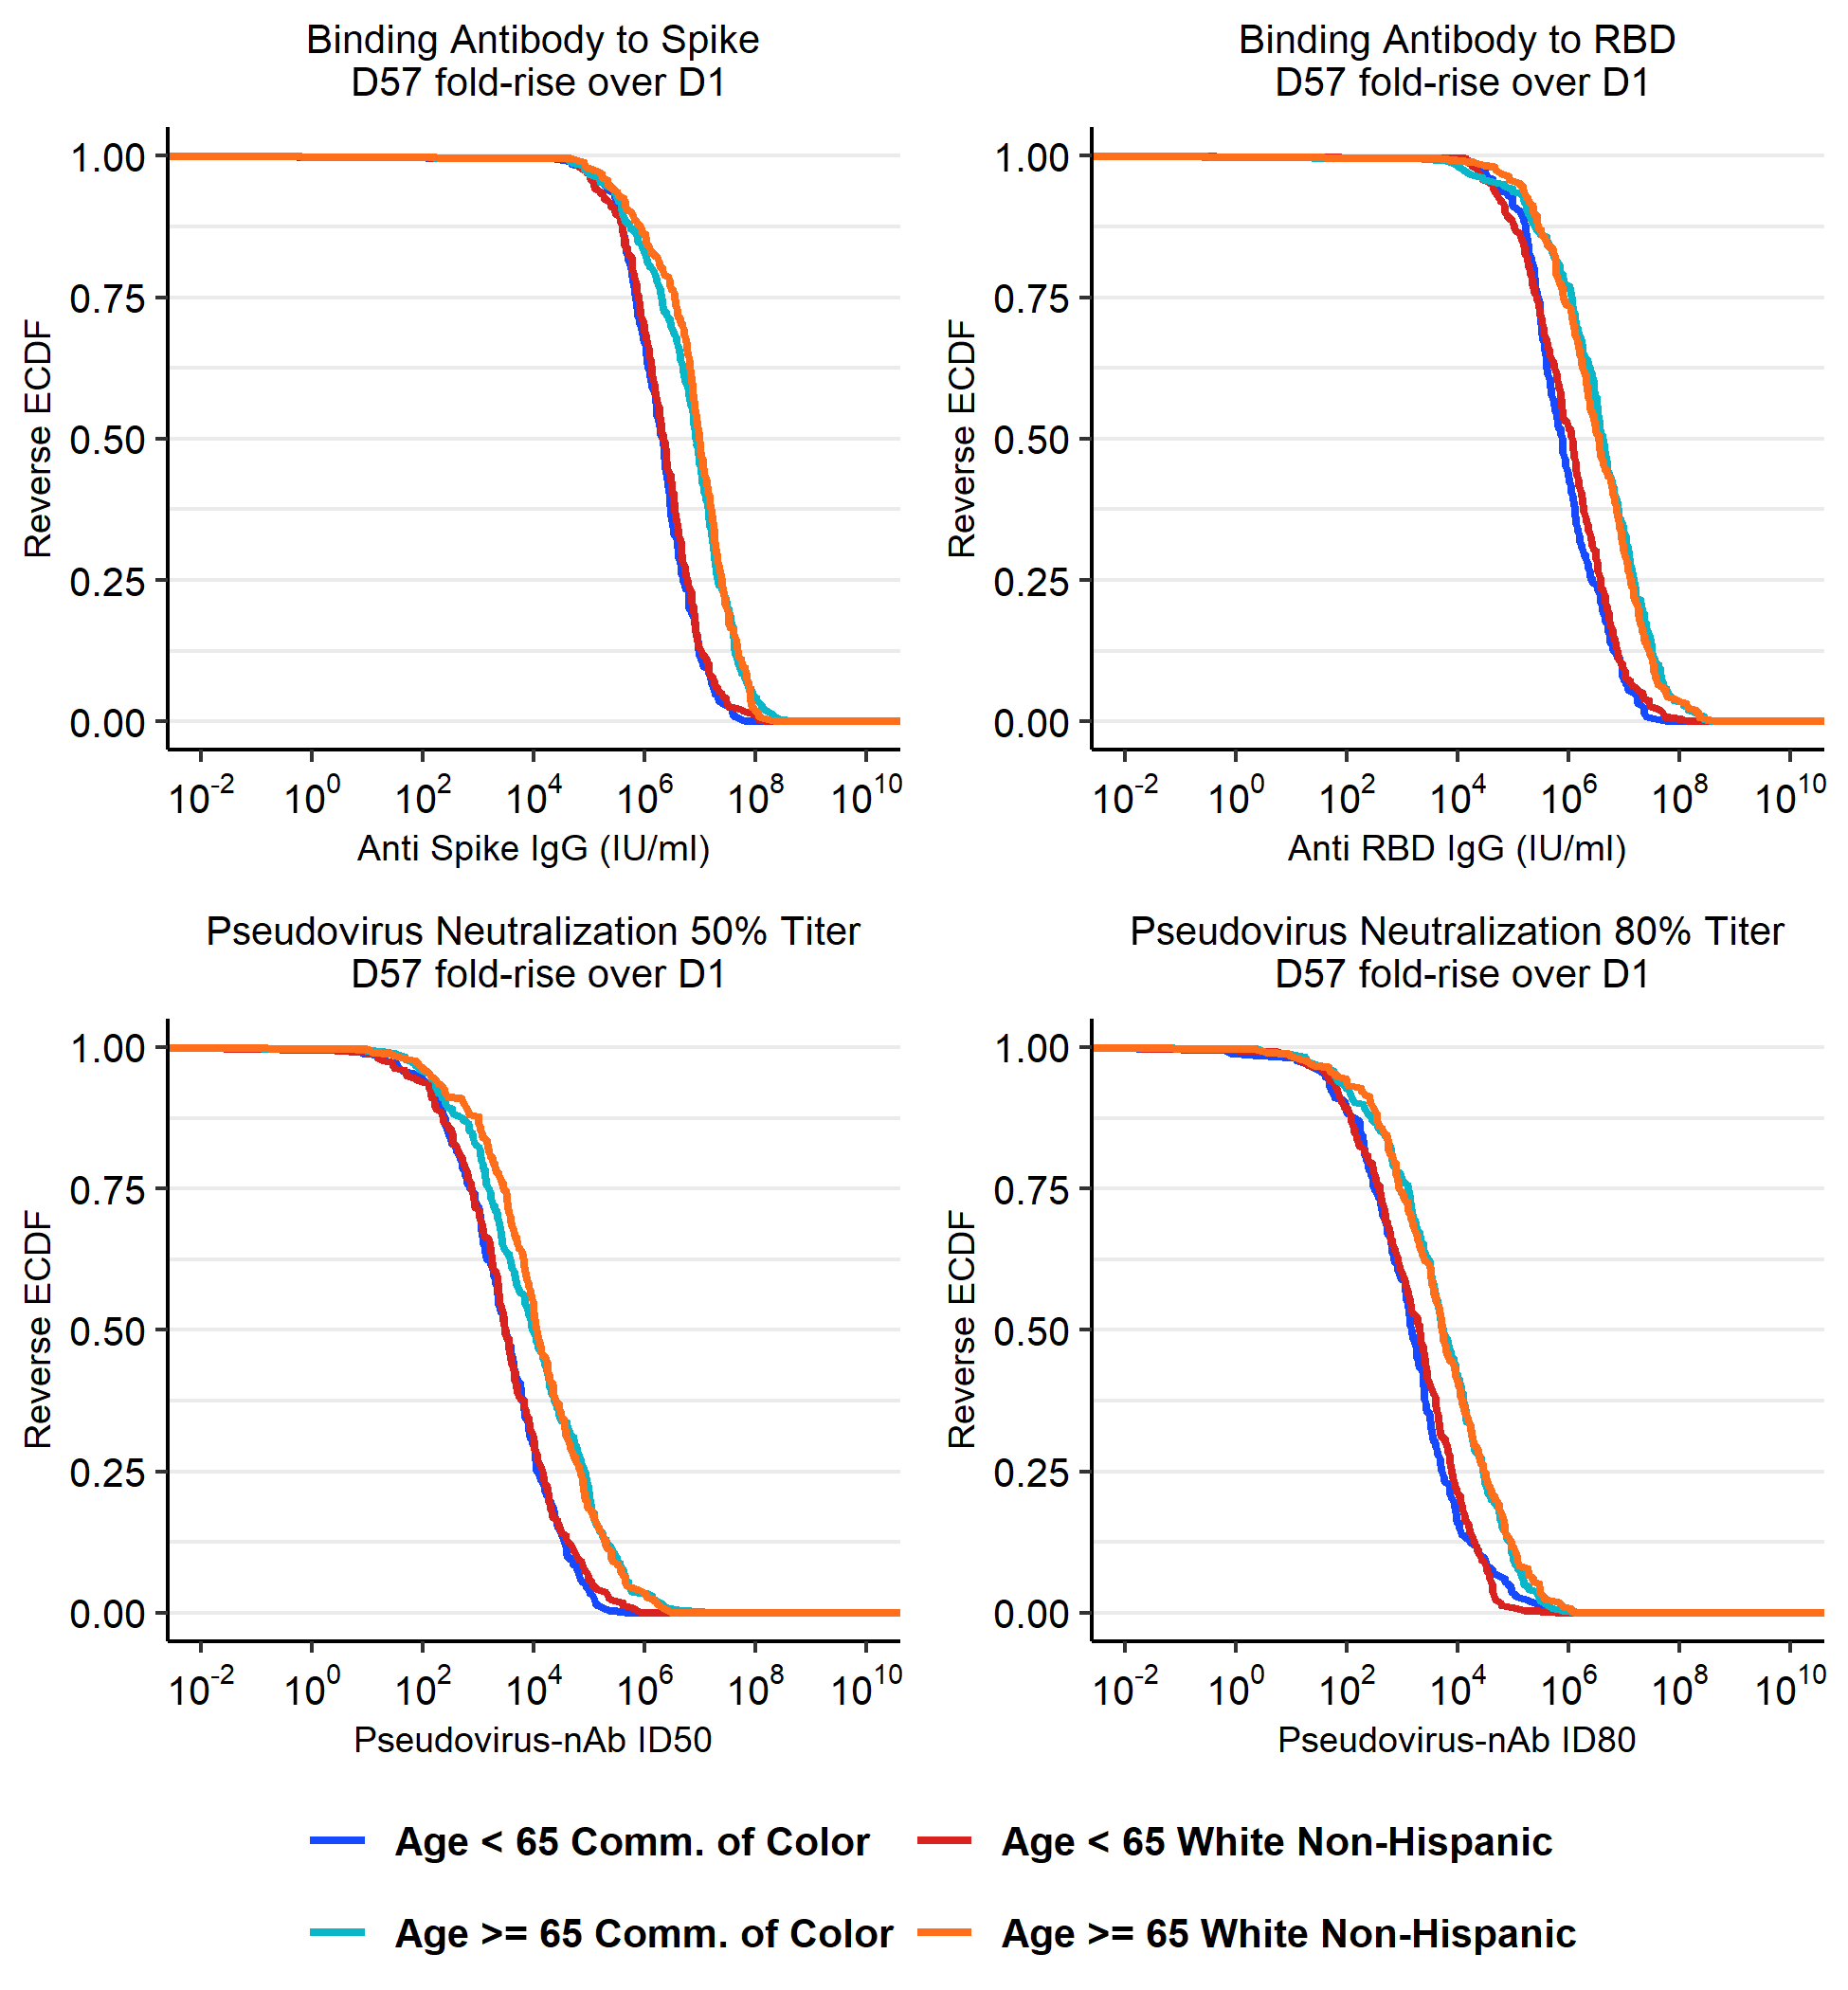 Binding Antibody to Spike
D57 fold-rise over D1
Reverse ECDF
1.00
0.75
0.50
0.25
0.00
10^-2 10^0 10^2 10^4 10^6 10^8 10^10
Anti Spike IgG (IU/ml)
Binding Antibody to RBD
D57 fold-rise over D1
Reverse ECDF
1.00
0.75
0.50
0.25
0.00
10^-2 10^0 10^2 10^4 10^6 10^8 10^10
Anti RBD IgG (IU/ml)
Pseudovirus Neutralization 50% Titer
D57 fold-rise over D1
Reverse ECDF
1.00
0.75
0.50
0.25
0.00
10^-2 10^0 10^2 10^4 10^6 10^8 10^10
Pseudovirus-nAb ID50
Pseudovirus Neutralization 80% Titer
D57 fold-rise over D1
Reverse ECDF
1.00
0.75
0.50
0.25
0.00
10^-2 10^0 10^2 10^4 10^6 10^8 10^10
Pseudovirus-nAb ID80
Age < 65 Comm. of Color
Age < 65 White Non-Hispanic
Age >= 65 Comm. of Color
Age >= 65 White Non-Hispanic